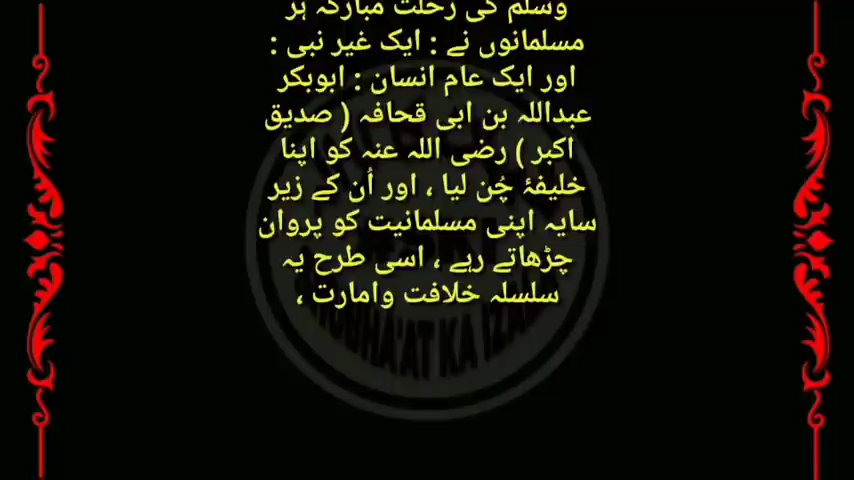 وسلم کی رحلت مبارکہ پر
مسلمانوں نے : ایک غیر نبی :
اور ایک عام انسان : ابوبکر
عبداللہ بن ابی قحافہ ( صدیق
اکبر ) رضی اللہ عنہ کو اپنا
خلیفۂ چُن لیا ، اور اُن کے زیر
سایہ اپنی مسلمانیت کو پروان
چڑھاتے رہے ، اسی طرح یہ
سلسلہ خلافت وامارت ،
KA